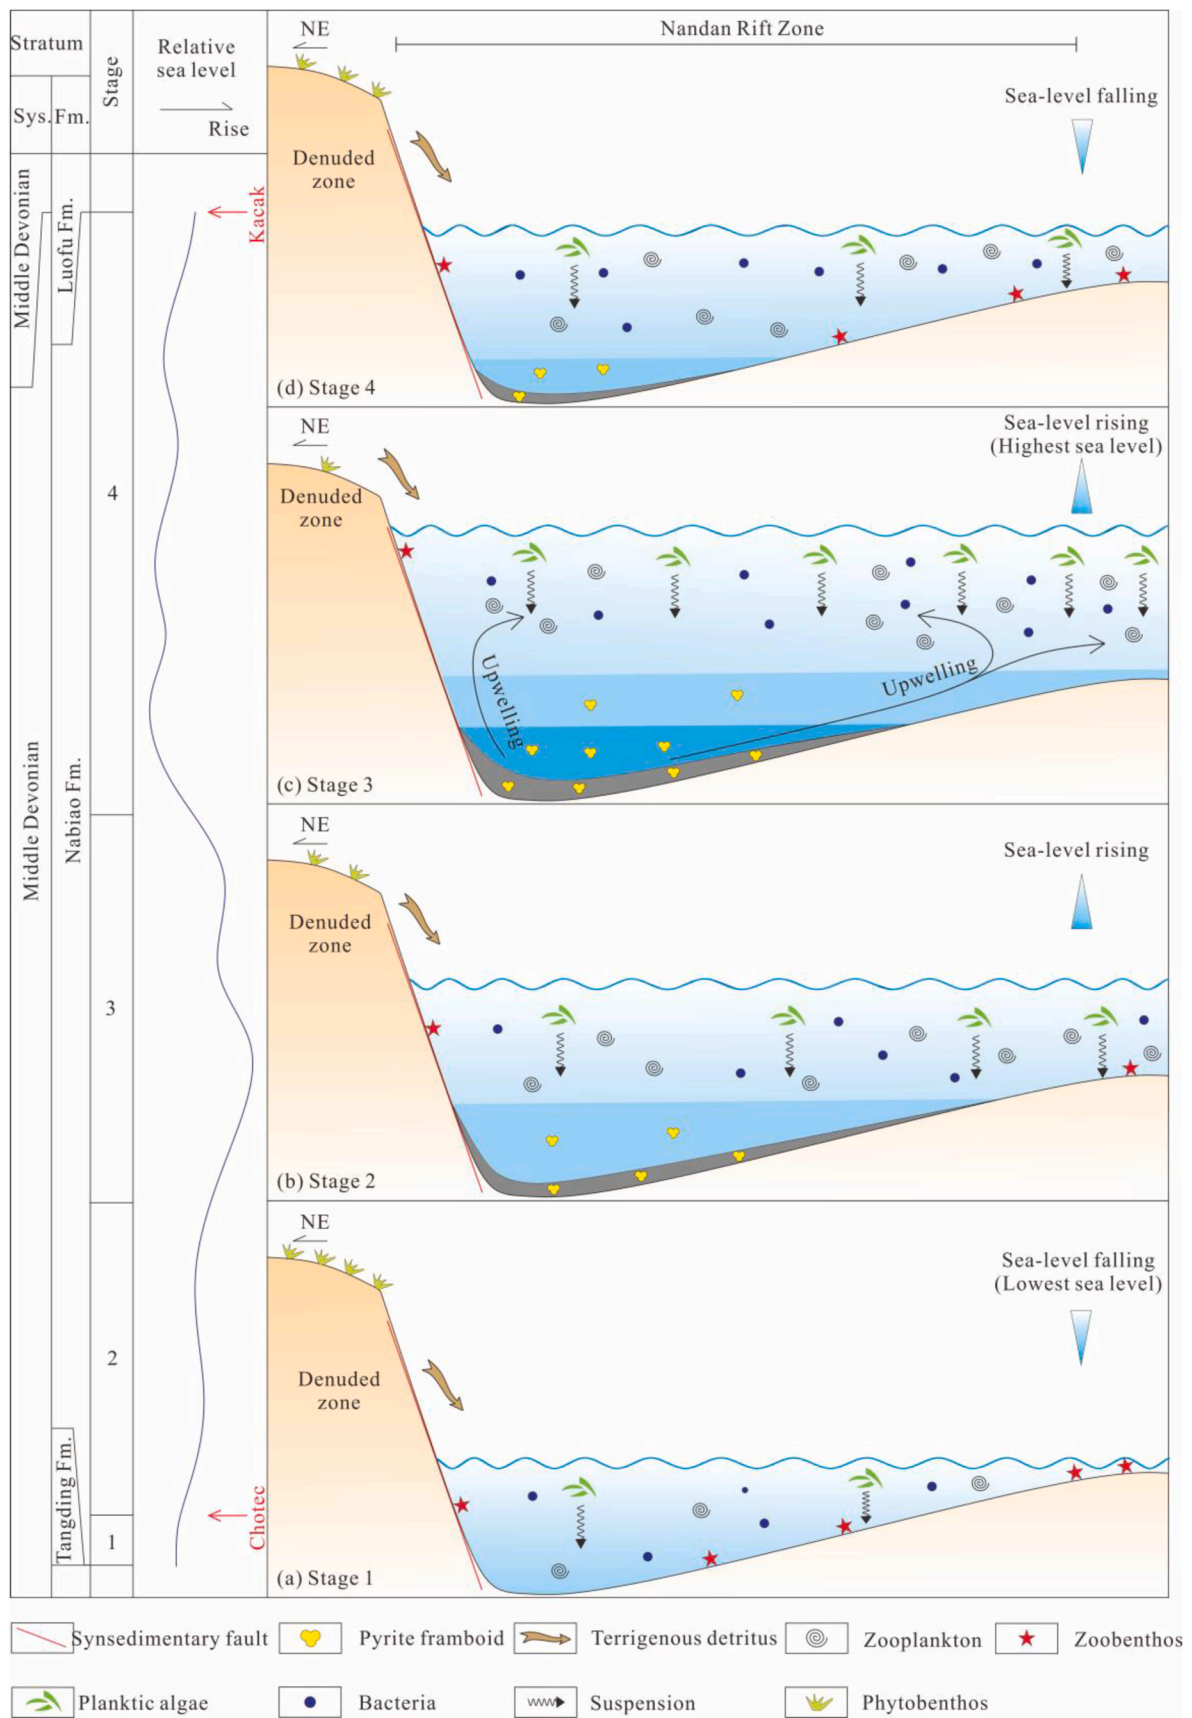 Stratum
Sys.
Fm.
Stage
Relative
sea level
Rise
Middle Devonian
Luofu Fm.
Kacak
4
Middle Devonian
Nabiao Fm.
3
2
Tangding Fm.
Chotec
1
NE
Nandan Rift Zone
Sea-level falling
Denuded
zone
(d) Stage 4
NE
Sea-level rising
(Highest sea level)
Denuded
zone
Upwelling
Upwelling
(c) Stage 3
NE
Sea-level rising
Denuded
zone
(b) Stage 2
NE
Sea-level falling
(Lowest sea level)
Denuded
zone
(a) Stage 1
Synsedimentary fault
Pyrite framboid
Terrigenous detritus
Zooplankton
Zoobenthos
Planktic algae
Bacteria
Suspension
Phytobenthos